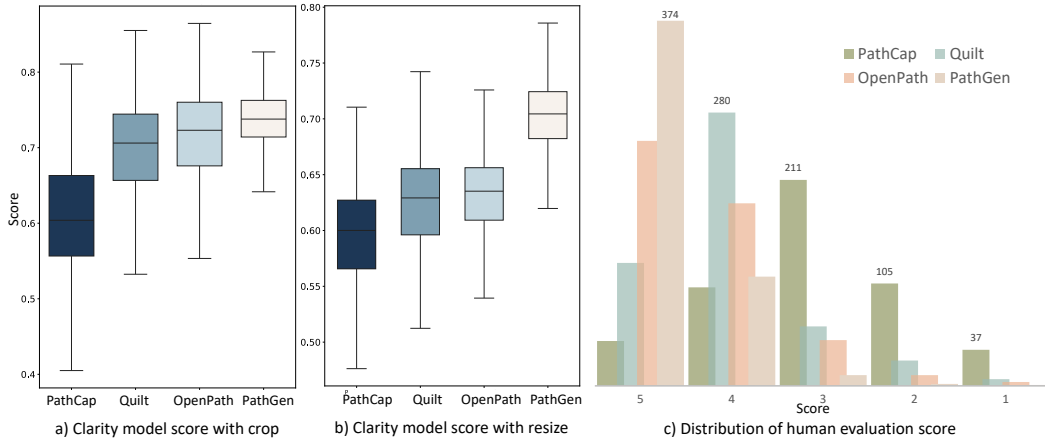 Score
0.8
0.7
0.6
0.5
0.4
PathCap Quilt OpenPath PathGen
a) Clarity model score with crop
0.80
0.75
0.70
0.65
0.60
0.55
0.50
PathCap Quilt OpenPath PathGen
b) Clarity model score with resize
374
280
211
105
37
PathCap Quilt
OpenPath PathGen
5 4 3 2 1
Score
c) Distribution of human evaluation score